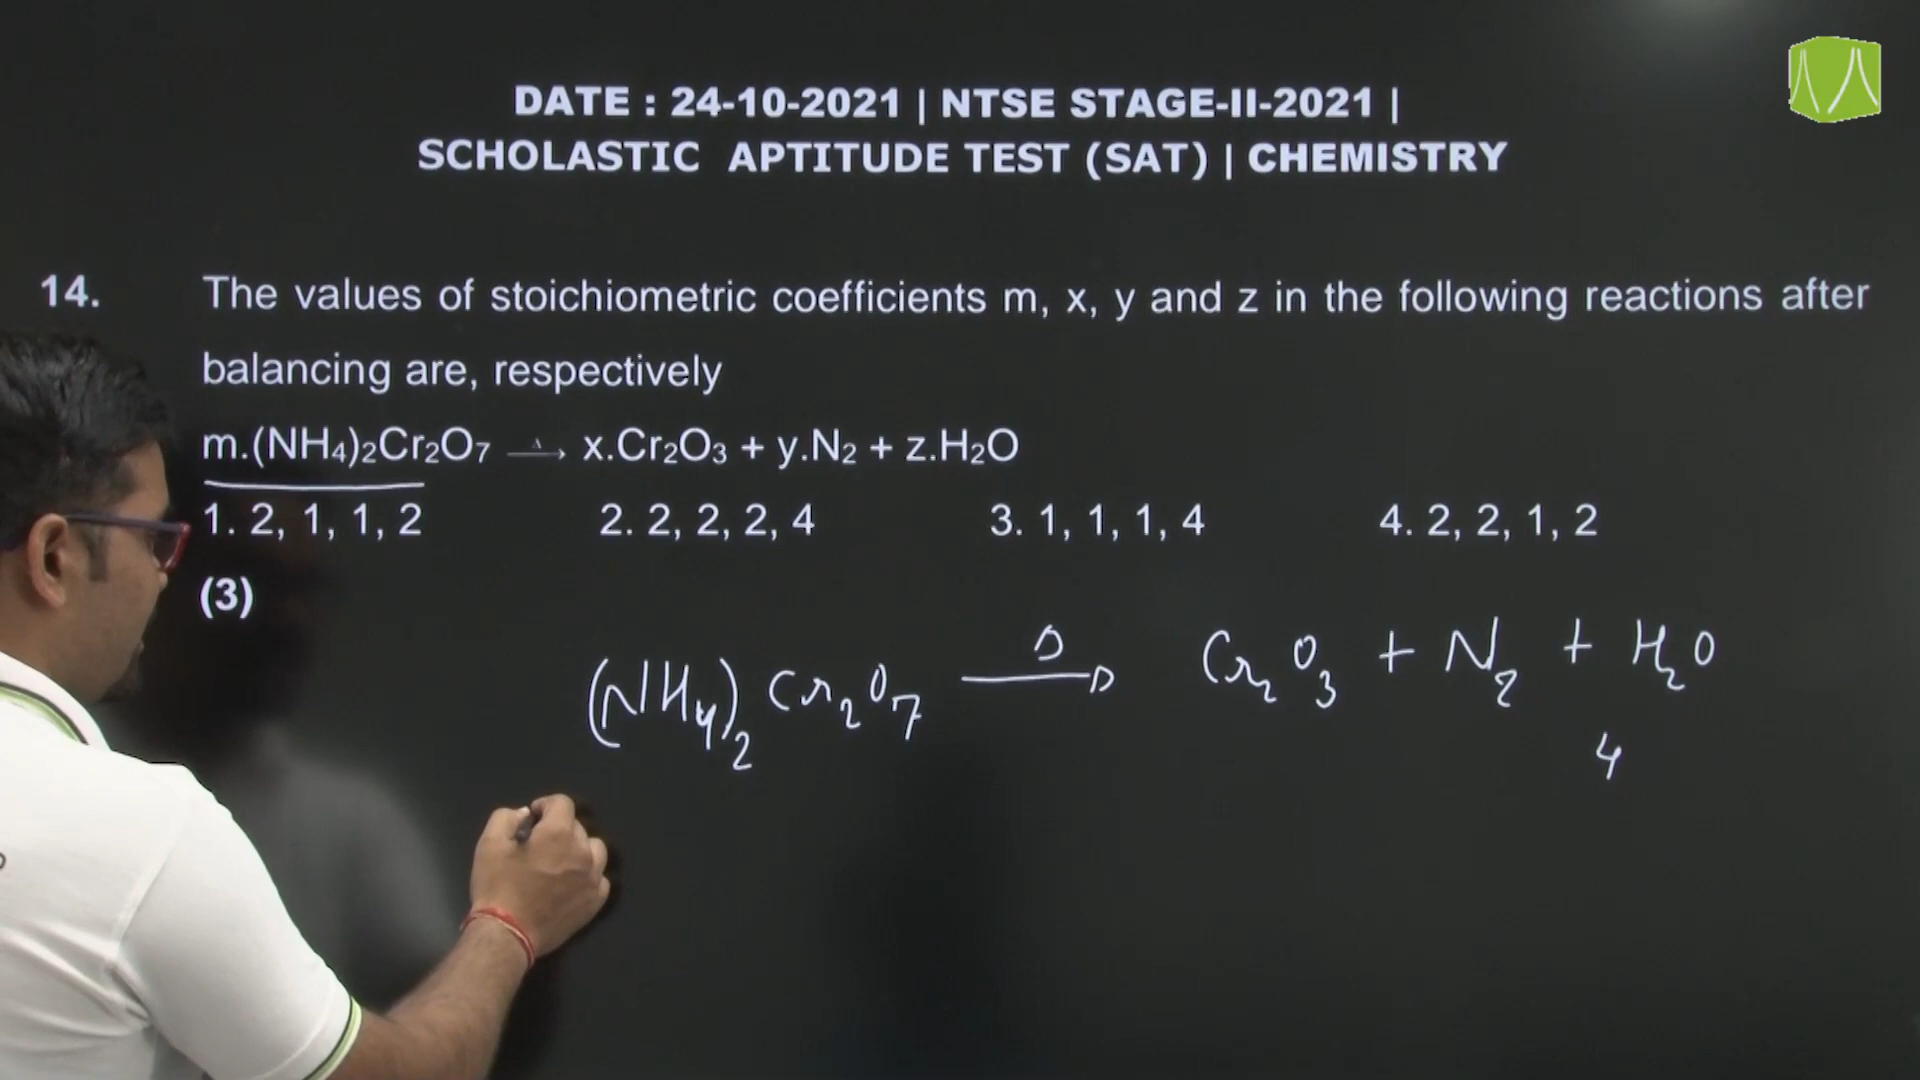 DATE : 24-10-2021 | NTSE STAGE-II-2021 |
SCHOLASTIC APTITUDE TEST (SAT) | CHEMISTRY
14. The values of stoichiometric coefficients m, x, y and z in the following reactions after
balancing are, respectively
m.(NH4)2Cr2O7 —Δ→ x.Cr2O3 + y.N2 + z.H2O
1. 2, 1, 1, 2 2. 2, 2, 2, 4 3. 1, 1, 1, 4 4. 2, 2, 1, 2
(3)
(NH4)2 Cr2O7 —Δ→ Cr2O3 + N2 + H2O
4